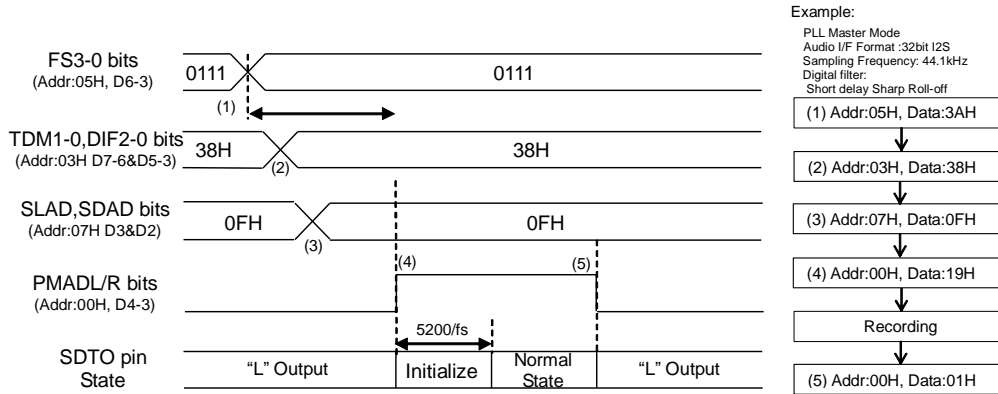 Example:
PLL Master Mode
Audio I/F Format :32bit I2S
Sampling Frequency: 44.1kHz
Digital filter:
Short delay Sharp Roll-off
FS3-0 bits
(Addr:05H, D6-3)
0111
0111
(1)
TDM1-0,DIF2-0 bits
(Addr:03H D7-6&D5-3)
38H
38H
(2)
SLAD,SDAD bits
(Addr:07H D3&D2)
0FH
0FH
(3)
PMADL/R bits
(Addr:00H, D4-3)
(4)
(5)
5200/fs
SDTO pin
State
“L” Output
Initialize
Normal
State
“L” Output
(1) Addr:05H, Data:3AH
(2) Addr:03H, Data:38H
(3) Addr:07H, Data:0FH
(4) Addr:00H, Data:19H
Recording
(5) Addr:00H, Data:01H